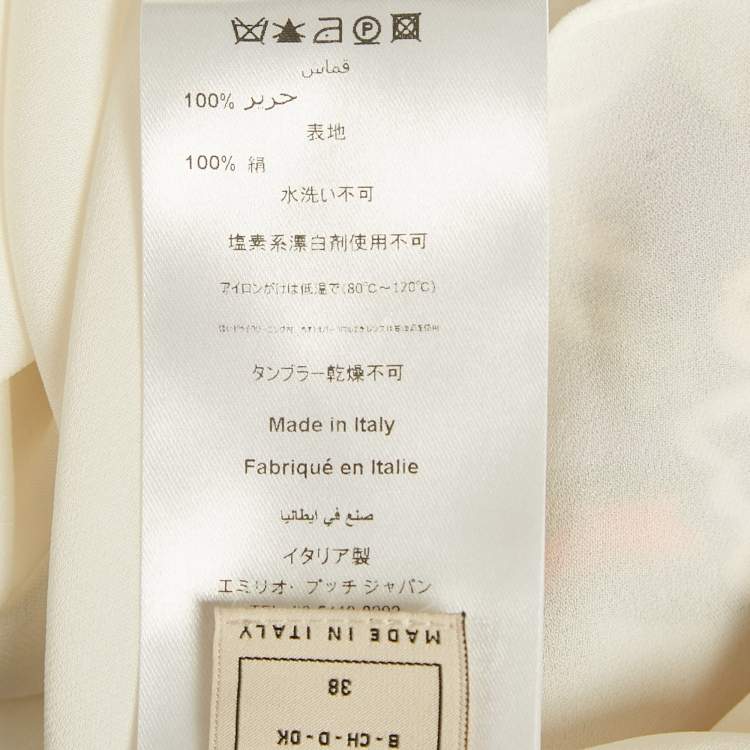 قماش
100% حرير
表地
100% 絹
水洗い不可
塩素系漂白剤使用不可
アイロンがけは低温で(80℃～120℃)
タンブラー乾燥不可
Made in Italy
Fabriqué en Italie
صنع في ايطانيا
イタリア製
エミリオ・プッチ ジャパン
MADE IN ITALY
38
B-CH-D-DK